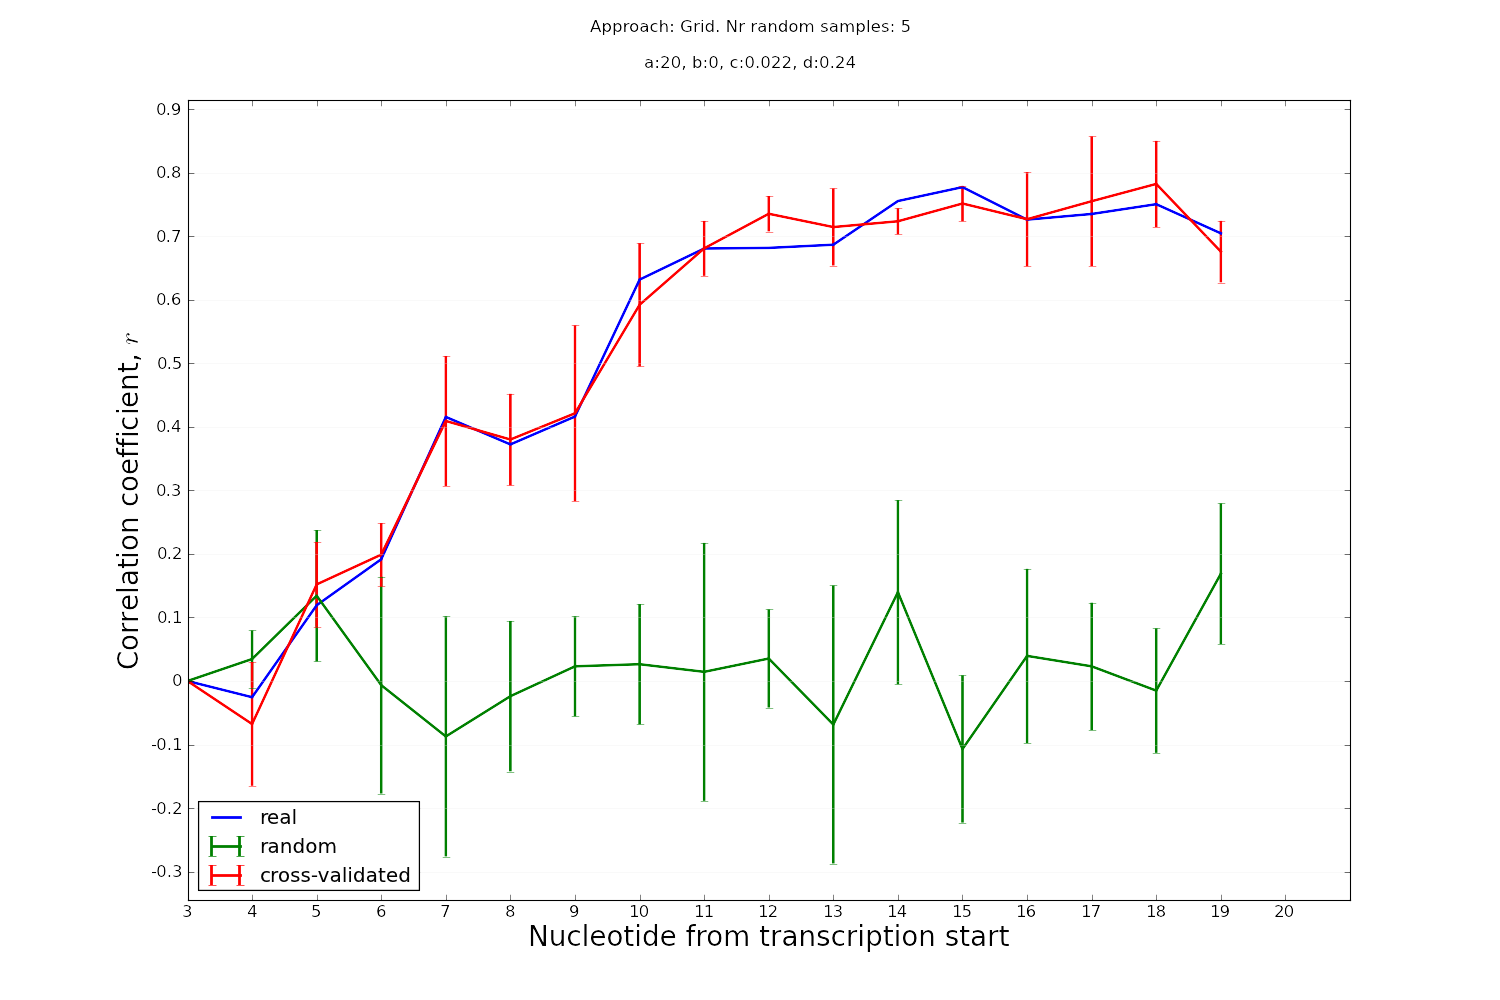 Approach: Grid. Nr random samples: 5
a:20, b:0, c:0.022, d:0.24
Correlation coefficient, r
0.9
0.8
0.7
0.6
0.5
0.4
0.3
0.2
0.1
0
-0.1
-0.2
-0.3
real
random
cross-validated
3 4 5 6 7 8 9 10 11 12 13 14 15 16 17 18 19 20
Nucleotide from transcription start